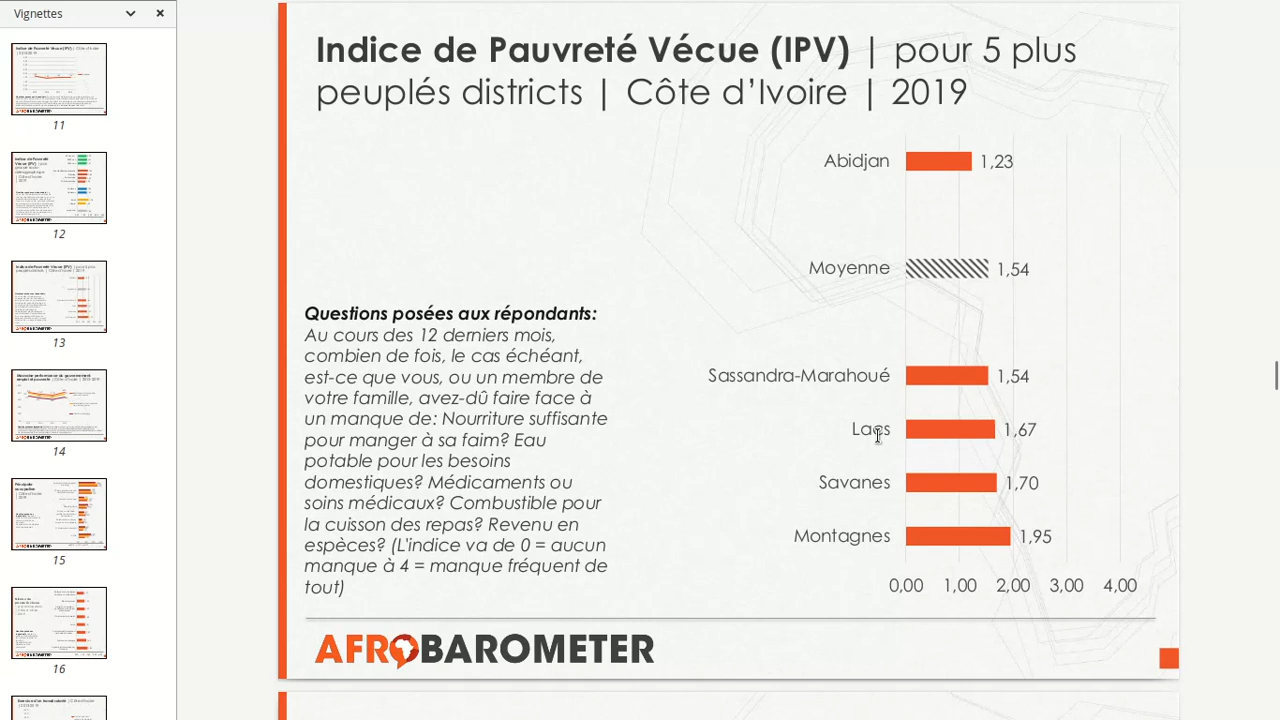 Vignettes
11
12
13
14
15
16
Indice de Pauvreté Vécue (IPV) | pour 5 plus
peuplés districts | Côte d’Ivoire | 2019
Abidjan 1,23
Moyenne 1,54
Sassandra-Marahoué 1,54
Lacs 1,67
Savanes 1,70
Montagnes 1,95
0,00 1,00 2,00 3,00 4,00
Questions posées aux répondants:
Au cours des 12 derniers mois,
combien de fois, le cas échéant,
est-ce que vous, ou un membre de
votre famille, avez-dû faire face à
un manque de: Nourriture suffisante
pour manger à sa faim? Eau
potable pour les besoins
domestiques? Médicaments ou
soins médicaux? Combustible pour
la cuisson des repas? Revenu en
espèces? (L'indice va de 0 = aucun
manque à 4 = manque fréquent de
tout)
AFROBAROMETER